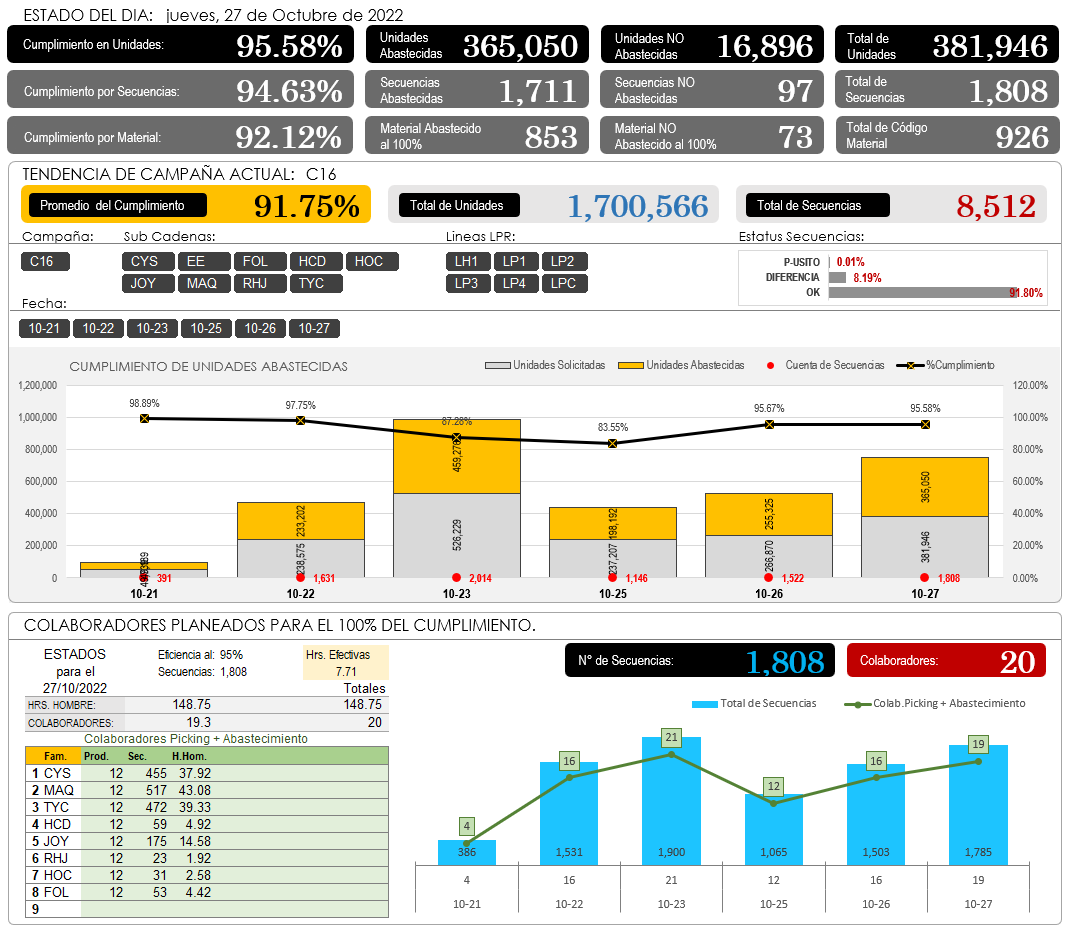 ESTADO DEL DIA: jueves, 27 de Octubre de 2022
Cumplimiento en Unidades: 95.58%
Unidades Abastecidas 365,050
Unidades NO Abastecidas 16,896
Total de Unidades 381,946
Cumplimiento por Secuencias: 94.63%
Secuencias Abastecidas 1,711
Secuencias NO Abastecidas 97
Total de Secuencias 1,808
Cumplimiento por Material: 92.12%
Material Abastecido al 100% 853
Material NO Abastecido al 100% 73
Total de Código Material 926
TENDENCIA DE CAMPAÑA ACTUAL: C16
Promedio del Cumplimiento 91.75%
Total de Unidades 1,700,566
Total de Secuencias 8,512
Campaña: Sub Cadenas: Lineas LPR: Estatus Secuencias:
C16 CYS EE FOL HCD HOC LH1 LP1 LP2
JOY MAQ RHJ TYC LP3 LP4 LPC
P-USITO 0.01%
DIFERENCIA 8.19%
OK 91.80%
Fecha:
10-21 10-22 10-23 10-25 10-26 10-27
CUMPLIMIENTO DE UNIDADES ABASTECIDAS
Unidades Solicitadas Unidades Abastecidas Cuenta de Secuencias %Cumplimiento
1,200,000 120.00%
98.89% 97.75% 87.28% 83.55% 95.67% 95.58%
1,000,000 100.00%
800,000 80.00%
600,000 60.00%
400,000 40.00%
200,000 20.00%
0 0.00%
233,202 459,276 198,192 255,325 365,050
238,575 526,229 237,207 266,870 381,946
391 1,631 2,014 1,146 1,522 1,808
10-21 10-22 10-23 10-25 10-26 10-27
COLABORADORES PLANEADOS PARA EL 100% DEL CUMPLIMIENTO.
ESTADOS para el 27/10/2022
Eficiencia al: 95%
Secuencias: 1,808
Hrs. Efectivas
7.71
Totales
HRS. HOMBRE: 148.75 148.75
COLABORADORES: 19.3 20
Colaboradores Picking + Abastecimiento
Fam. Prod. Sec. H.Hom.
1 CYS 12 455 37.92
2 MAQ 12 517 43.08
3 TYC 12 472 39.33
4 HCD 12 59 4.92
5 JOY 12 175 14.58
6 RHJ 12 23 1.92
7 HOC 12 31 2.58
8 FOL 12 53 4.42
9
N° de Secuencias: 1,808
Colaboradores: 20
Total de Secuencias Colab.Picking + Abastecimiento
4 16 21 12 16 19
386 1,531 1,900 1,065 1,503 1,785
4 16 21 12 16 19
10-21 10-22 10-23 10-25 10-26 10-27